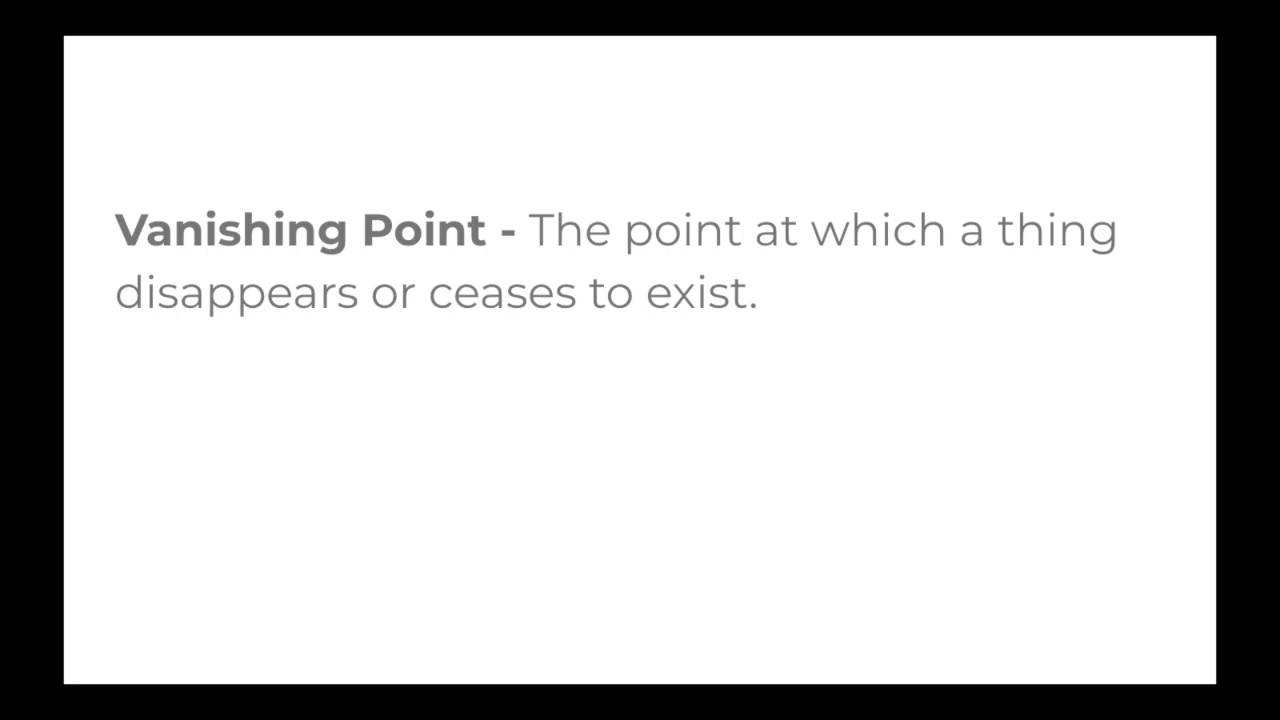 Vanishing Point - The point at which a thing
disappears or ceases to exist.